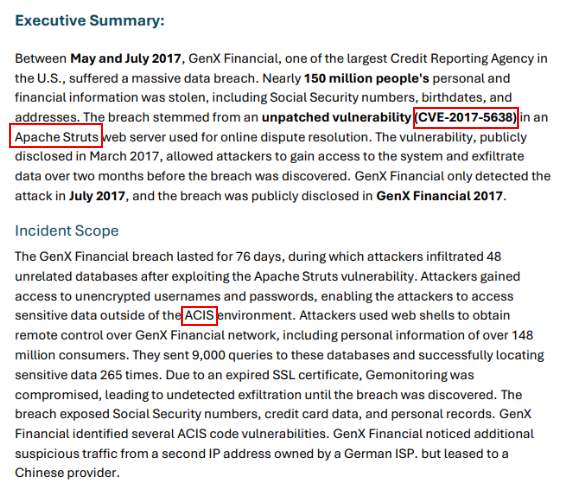 Executive Summary:
Between May and July 2017, GenX Financial, one of the largest Credit Reporting Agency in
the U.S., suffered a massive data breach. Nearly 150 million people's personal and
financial information was stolen, including Social Security numbers, birthdates, and
addresses. The breach stemmed from an unpatched vulnerability (CVE-2017-5638) in an
Apache Struts web server used for online dispute resolution. The vulnerability, publicly
disclosed in March 2017, allowed attackers to gain access to the system and exfiltrate
data over two months before the breach was discovered. GenX Financial only detected the
attack in July 2017, and the breach was publicly disclosed in GenX Financial 2017.
Incident Scope
The GenX Financial breach lasted for 76 days, during which attackers infiltrated 48
unrelated databases after exploiting the Apache Struts vulnerability. Attackers gained
access to unencrypted usernames and passwords, enabling the attackers to access
sensitive data outside of the ACIS environment. Attackers used web shells to obtain
remote control over GenX Financial network, including personal information of over 148
million consumers. They sent 9,000 queries to these databases and successfully locating
sensitive data 265 times. Due to an expired SSL certificate, Gemonitoring was
compromised, leading to undetected exfiltration until the breach was discovered. The
breach exposed Social Security numbers, credit card data, and personal records. GenX
Financial identified several ACIS code vulnerabilities. GenX Financial noticed additional
suspicious traffic from a second IP address owned by a German ISP. but leased to a
Chinese provider.